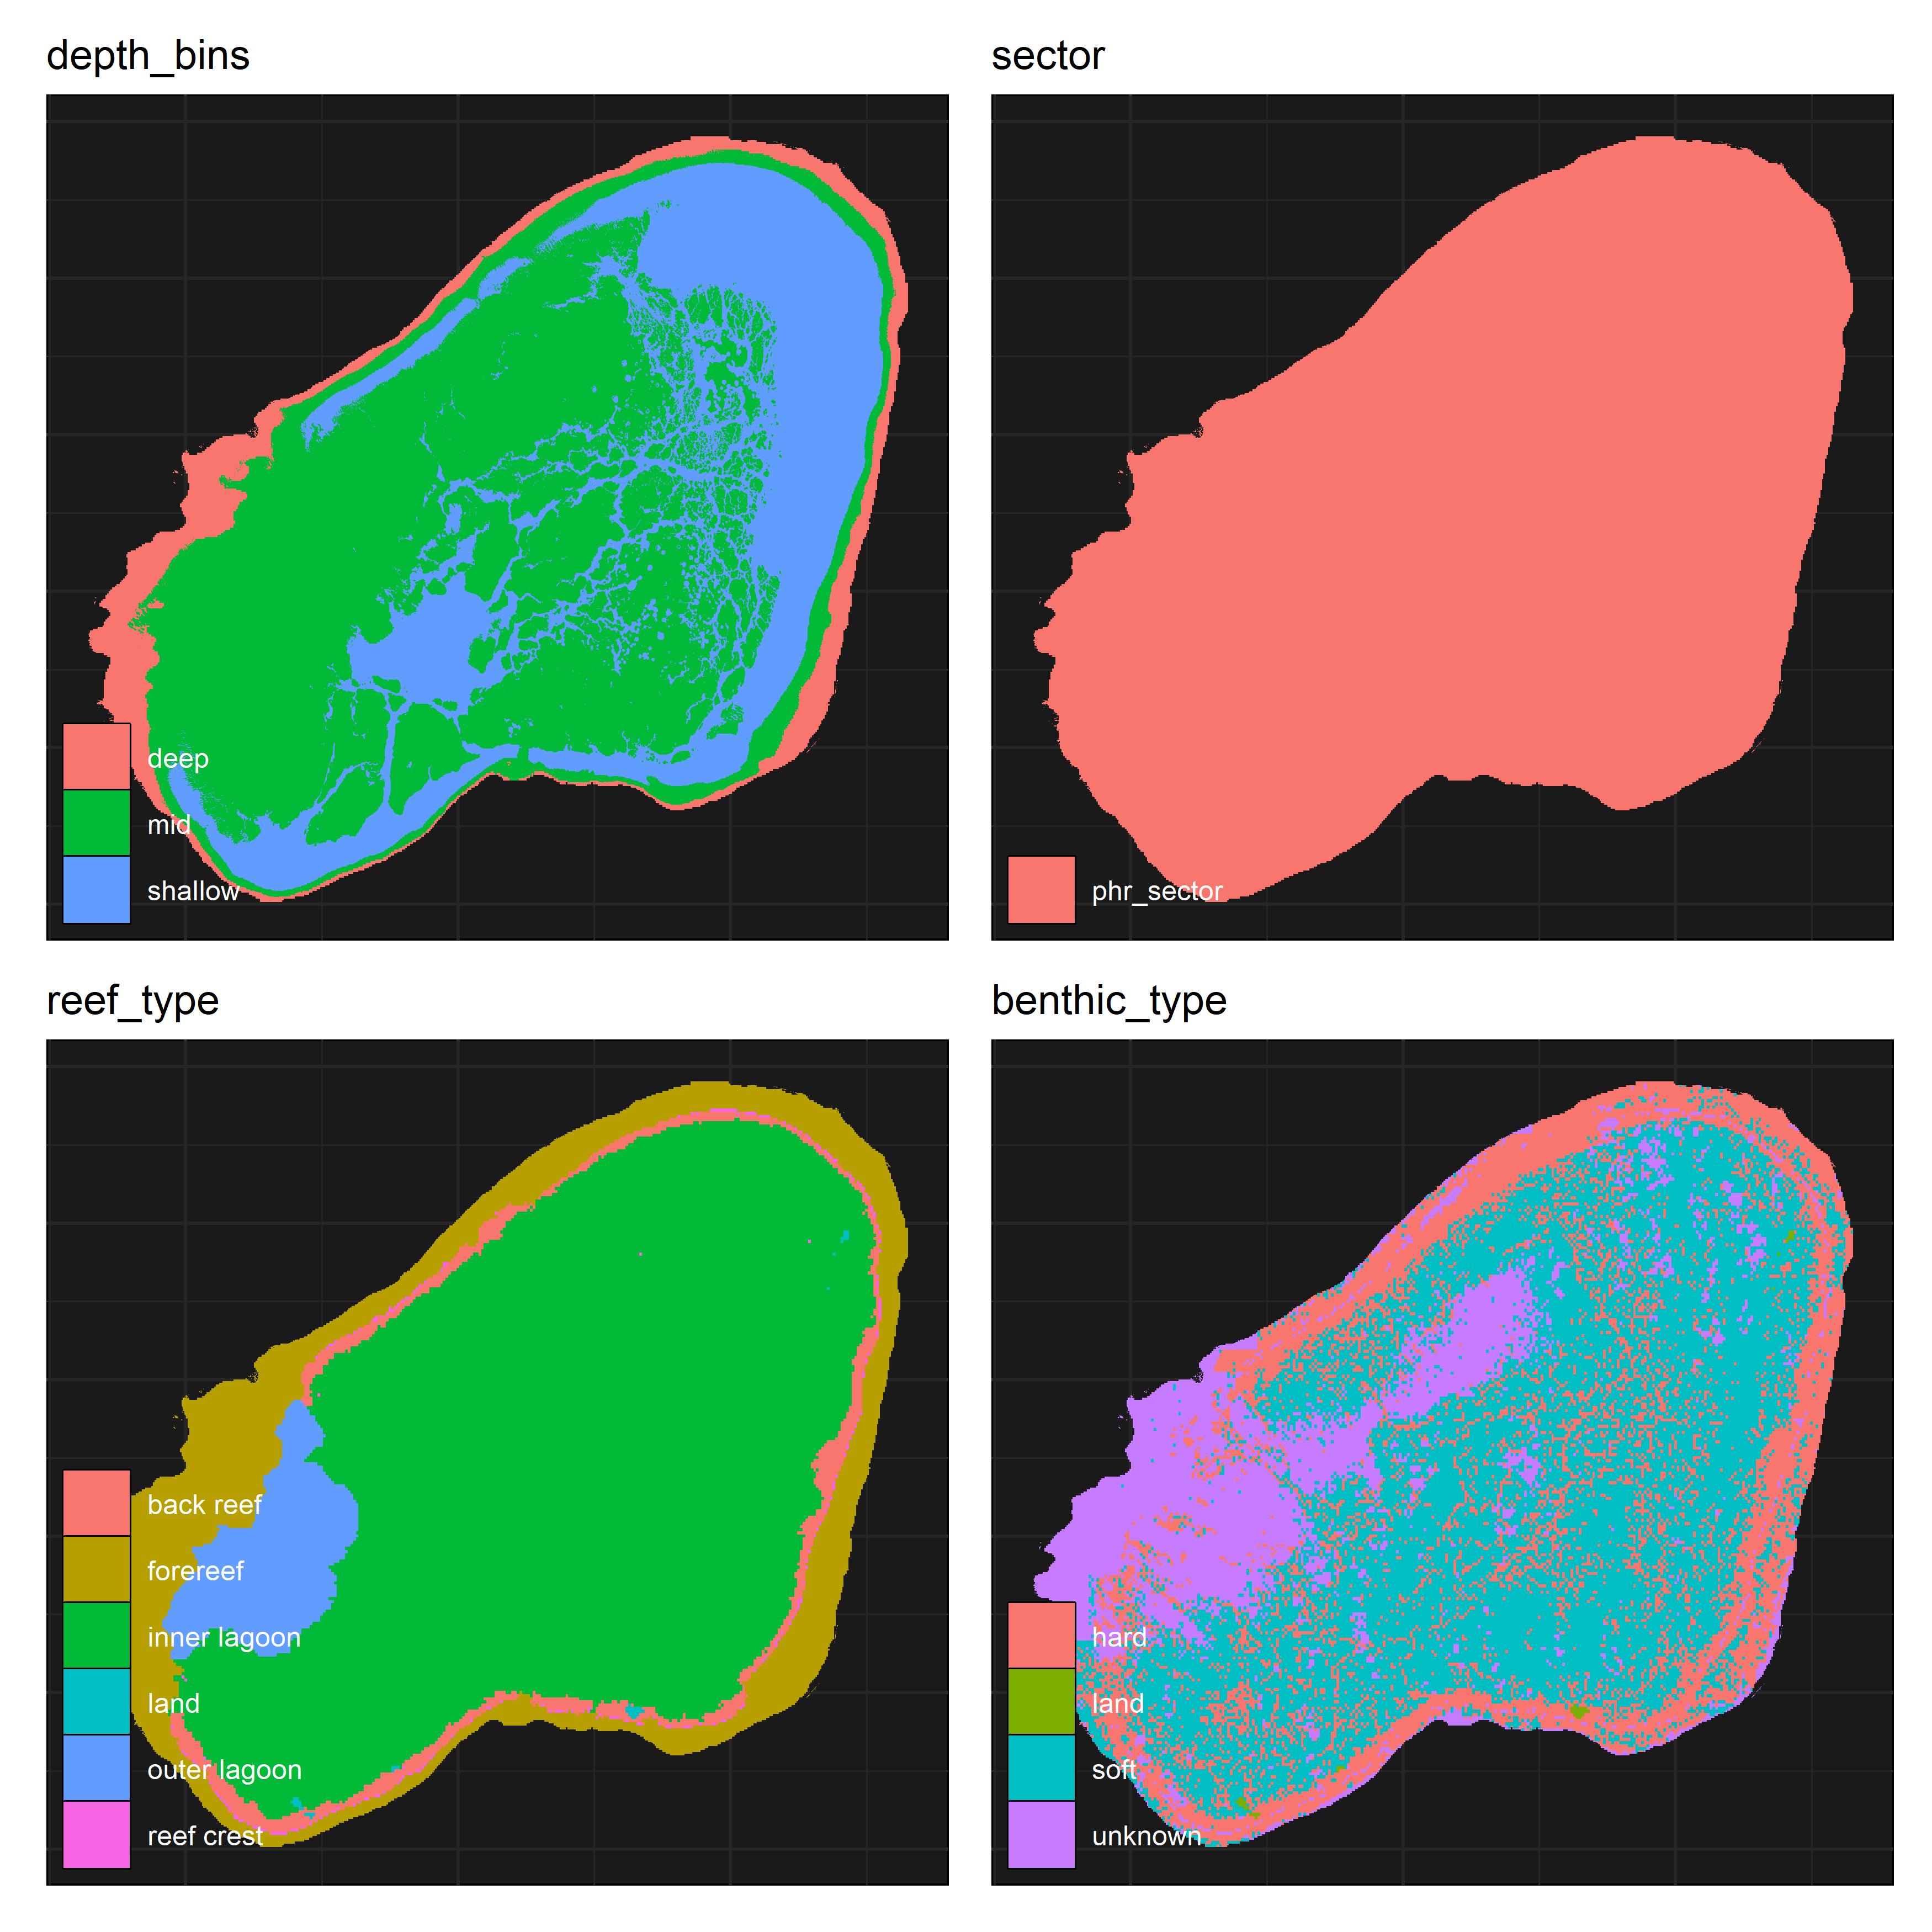 depth_bins
deep
mid
shallow
sector
phr_sector
reef_type
back reef
forereef
inner lagoon
land
outer lagoon
reef crest
benthic_type
hard
land
soft
unknown